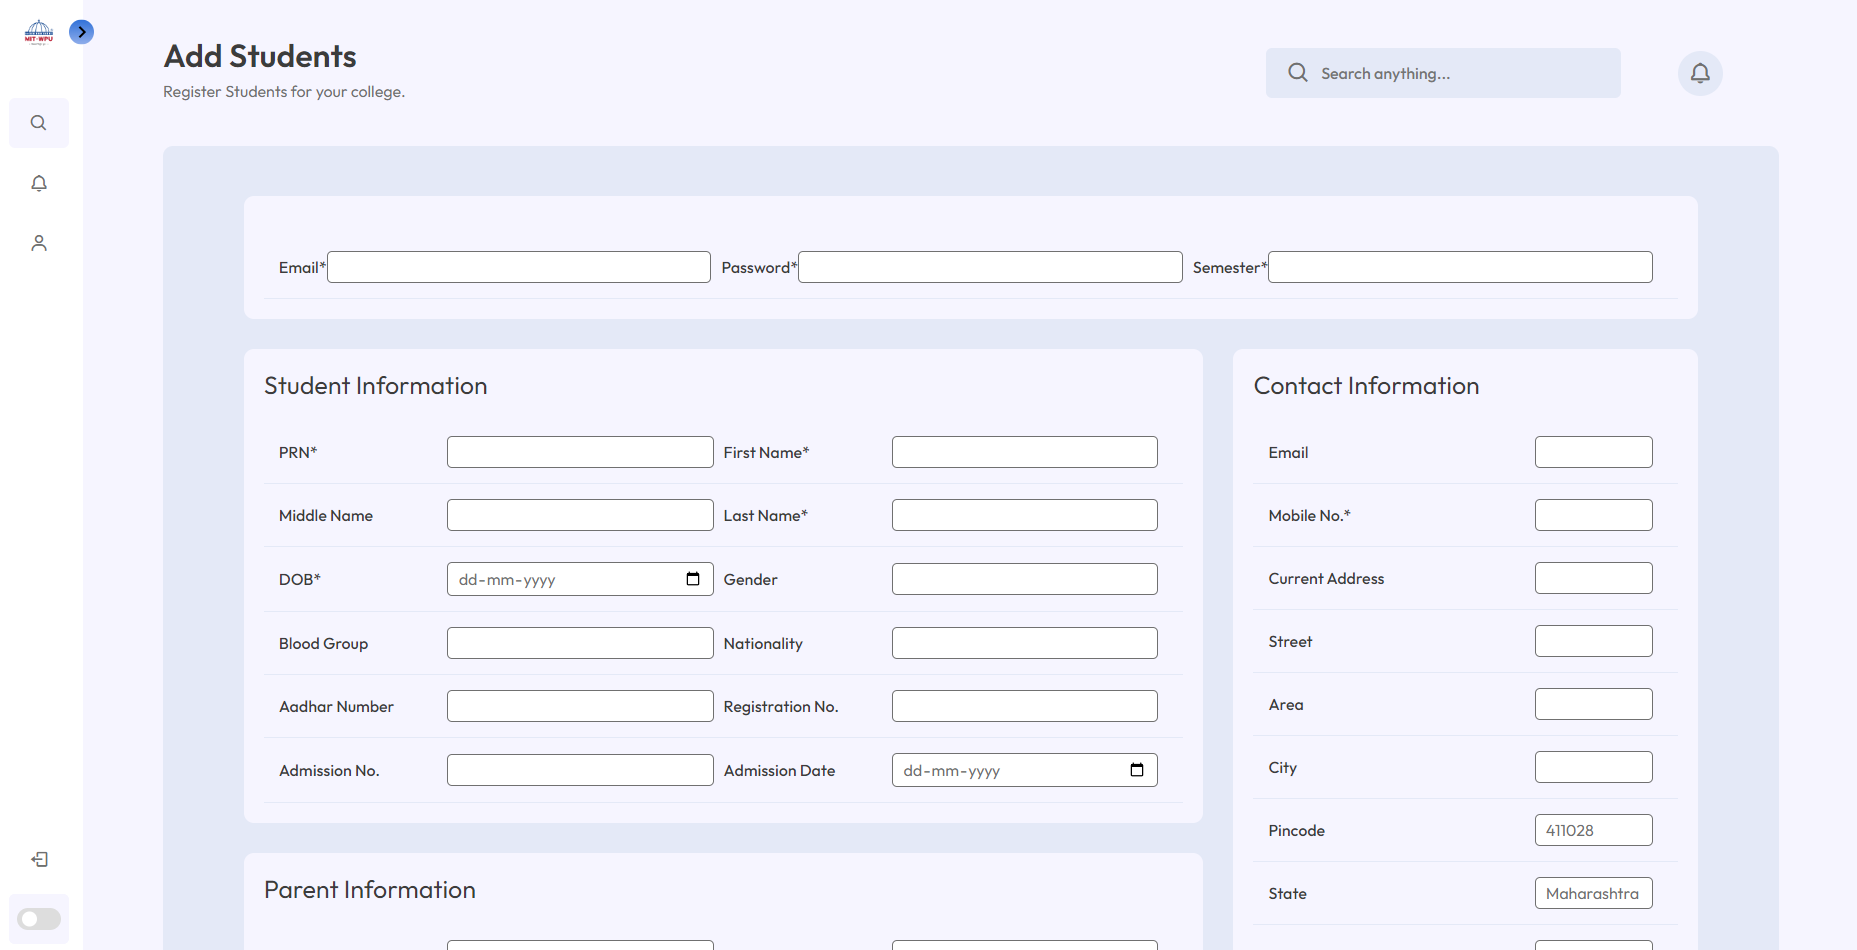 MIT-WPU
Add Students
Register Students for your college.
Search anything...
Email*
Password*
Semester*
Student Information
PRN*
First Name*
Middle Name
Last Name*
DOB*
dd-mm-yyyy
Gender
Blood Group
Nationality
Aadhar Number
Registration No.
Admission No.
Admission Date
dd-mm-yyyy
Parent Information
Contact Information
Email
Mobile No.*
Current Address
Street
Area
City
Pincode
411028
State
Maharashtra